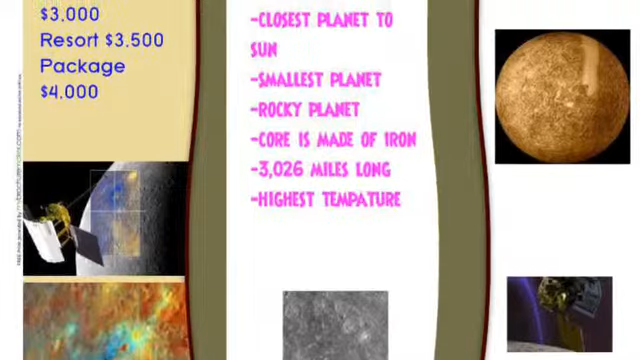 $3.000
Resort $3.500
Package
$4.000
-CLOSEST PLANET TO
SUN
-SMALLEST PLANET
-ROCKY PLANET
-CORE IS MADE OF IRON
-3,026 MILES LONG
-HIGHEST TEMPATURE